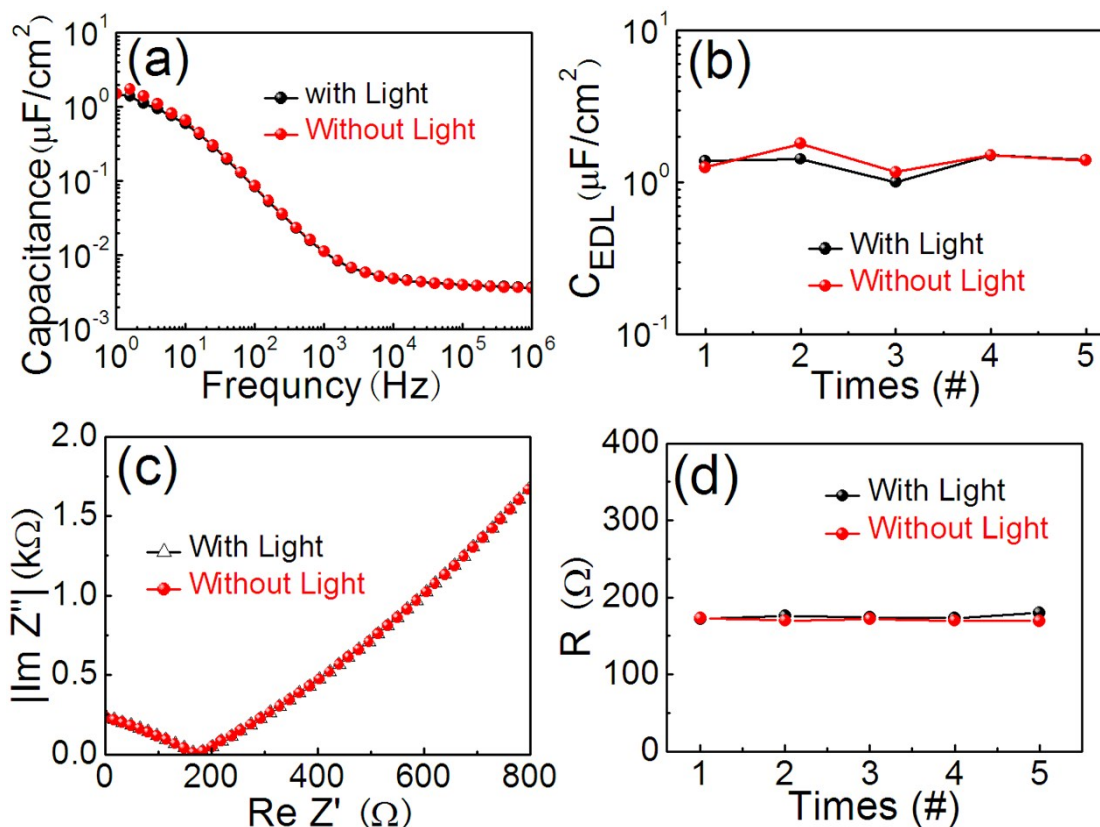 (a)
Capacitance(μF/cm²)
10¹
10⁰
10⁻¹
10⁻²
10⁻³
with Light
Without Light
10⁰ 10¹ 10² 10³ 10⁴ 10⁵ 10⁶
Frequncy (Hz)
(b)
C_EDL (μF/cm²)
10¹
10⁰
10⁻¹
With Light
Without Light
1 2 3 4 5
Times (#)
(c)
|Im Z"| (kΩ)
2.0
1.5
1.0
0.5
0.0
With Light
Without Light
0 200 400 600 800
Re Z' (Ω)
(d)
R (Ω)
400
300
200
100
0
With Light
Without Light
1 2 3 4 5
Times (#)